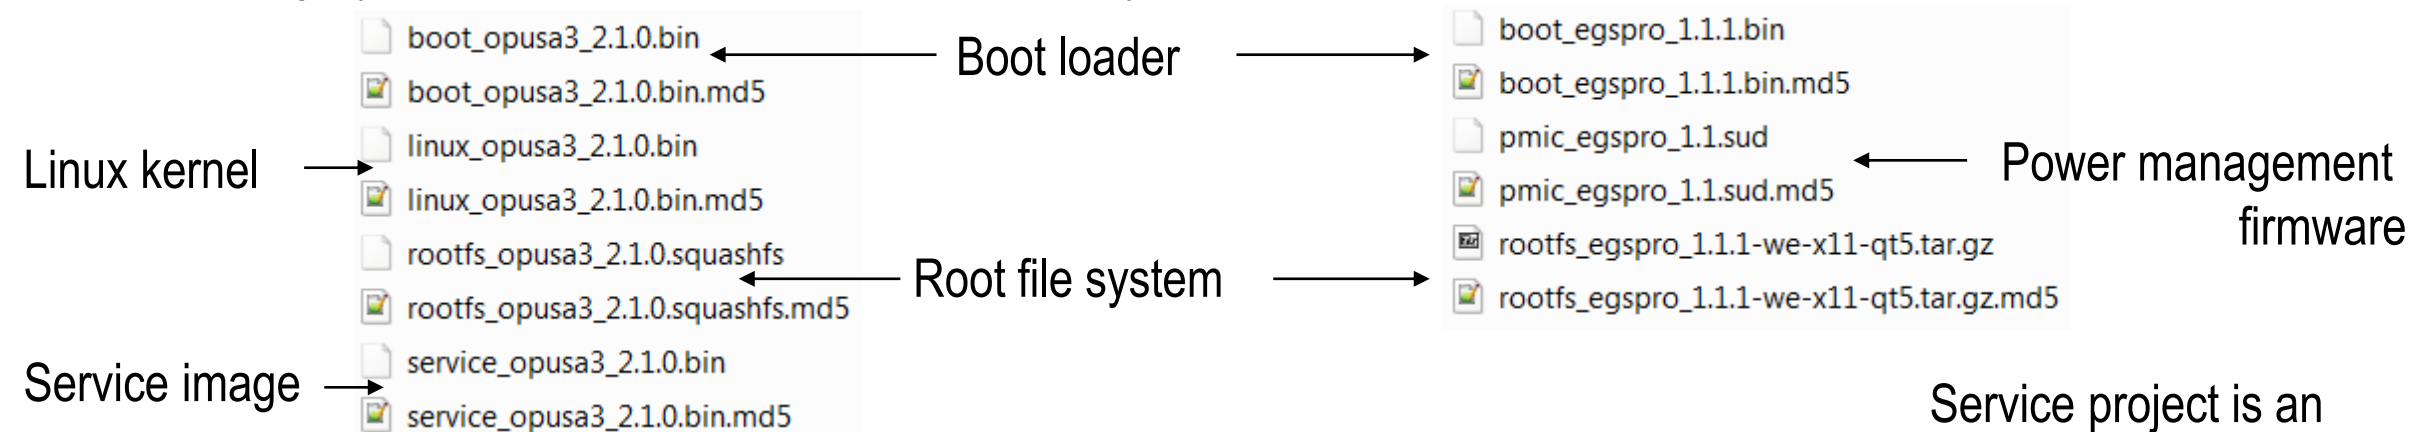 boot_opusa3_2.1.0.bin
boot_opusa3_2.1.0.bin.md5
linux_opusa3_2.1.0.bin
linux_opusa3_2.1.0.bin.md5
rootfs_opusa3_2.1.0.squashfs
rootfs_opusa3_2.1.0.squashfs.md5
service_opusa3_2.1.0.bin
service_opusa3_2.1.0.bin.md5
Linux kernel
Service image
Boot loader
Root file system
boot_egspro_1.1.1.bin
boot_egspro_1.1.1.bin.md5
pmic_egspro_1.1.sud
pmic_egspro_1.1.sud.md5
rootfs_egspro_1.1.1-we-x11-qt5.tar.gz
rootfs_egspro_1.1.1-we-x11-qt5.tar.gz.md5
Power management
firmware
Service project is an